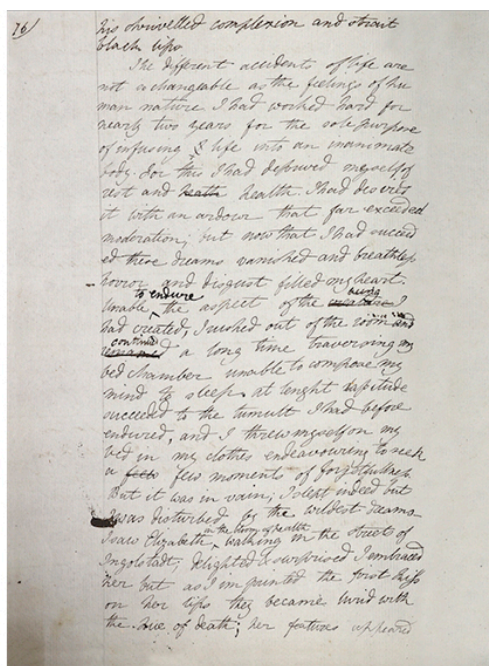 76)
his shrivelled complexion and strait
black lips
The different accidents of life are
not so changeable as the feelings of hu
man nature I had worked hard for
nearly two years for the sole purpose
of infusing life into an inanimate
body. For this I had deprived myself of
rest and heath health. I had desired
it with an ardour that far exceeded
moderation; but now that I had succeed
ed these dreams vanished and breathless
horror and disgust filled my heart.
to endure being
Unable the aspect of the creature I
had created, I rushed out of the room and
continued
remained a long time traversing my
bed chamber unable to compose my
mind to sleep. at lenght lassitude
succeeded to the tumult I had before
endured, and I threw myself on my
bed in my clothes endeavouring to seek
a few moments of forgetfulness
But it was in vain; I slept indeed but
I was disturbed by the wildest dreams
in the bloom of health
I saw Elizabeth, walking in the street of
Ingolstadt; delighted & surprised I embraced
her but as I imprinted the first kiss
on her lips they became livid with
the hue of death; her features appeared